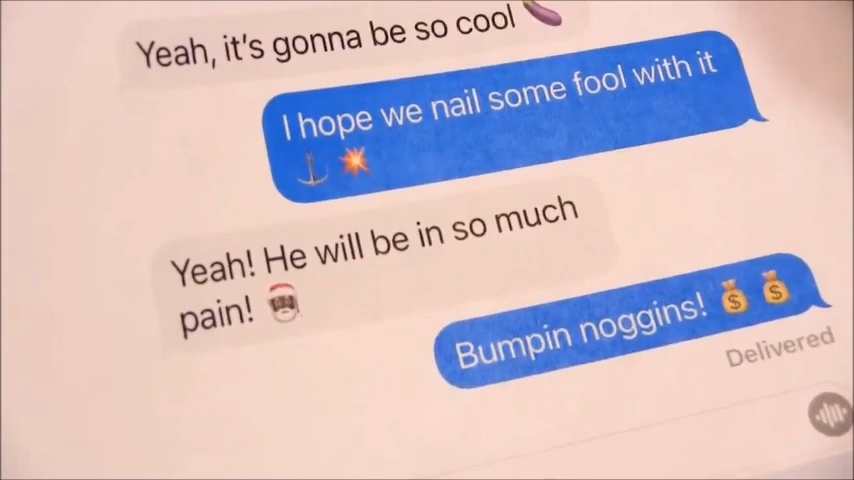 Yeah, it's gonna be so cool 🍆
I hope we nail some fool with it
⚓💥
Yeah! He will be in so much
pain! 🎅🏿
Bumpin noggins! 💰💰
Delivered